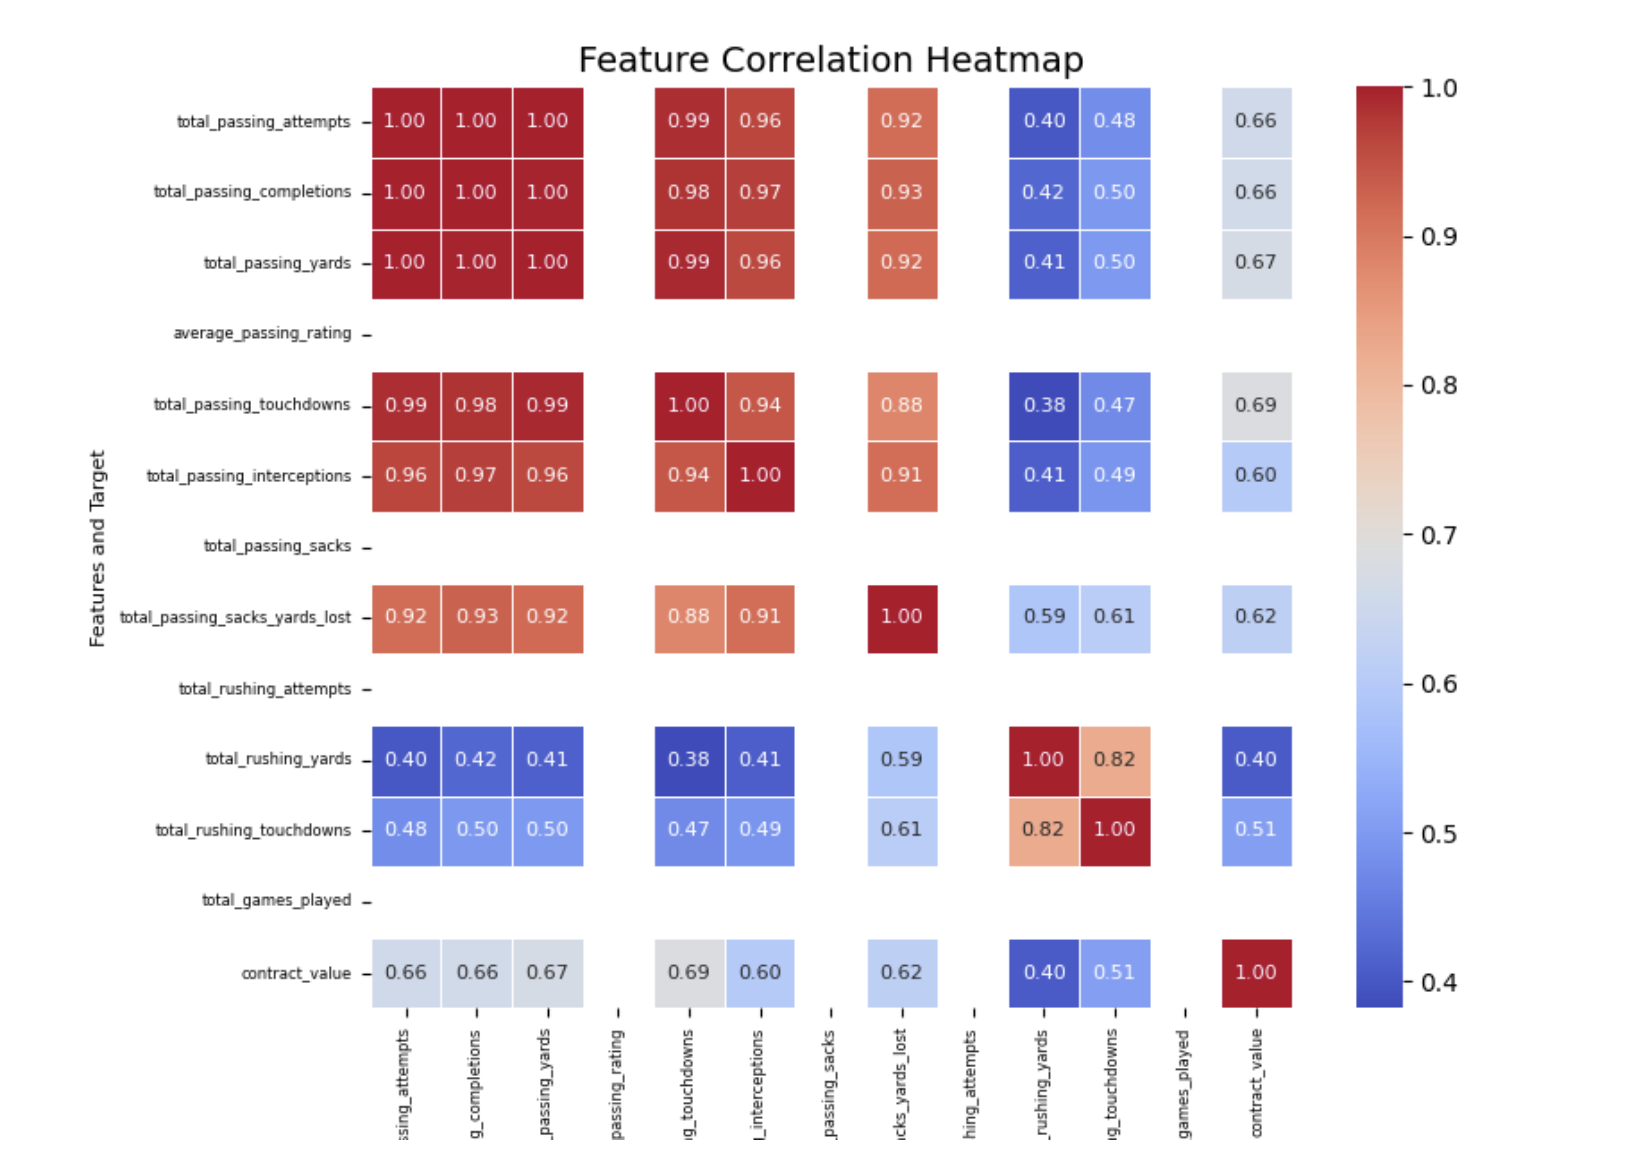 Feature Correlation Heatmap
total_passing_attempts 1.00 1.00 1.00 0.99 0.96 0.92 0.40 0.48 0.66
total_passing_completions 1.00 1.00 1.00 0.98 0.97 0.93 0.42 0.50 0.66
total_passing_yards 1.00 1.00 1.00 0.99 0.96 0.92 0.41 0.50 0.67
average_passing_rating
total_passing_touchdowns 0.99 0.98 0.99 1.00 0.94 0.88 0.38 0.47 0.69
total_passing_interceptions 0.96 0.97 0.96 0.94 1.00 0.91 0.41 0.49 0.60
total_passing_sacks
total_passing_sacks_yards_lost 0.92 0.93 0.92 0.88 0.91 1.00 0.59 0.61 0.62
total_rushing_attempts
total_rushing_yards 0.40 0.42 0.41 0.38 0.41 0.59 1.00 0.82 0.40
total_rushing_touchdowns 0.48 0.50 0.50 0.47 0.49 0.61 0.82 1.00 0.51
total_games_played
contract_value 0.66 0.66 0.67 0.69 0.60 0.62 0.40 0.51 1.00
Features and Target
ssing_attempts
g_completions
_passing_yards
passing_rating
ng_touchdowns
_interceptions
_passing_sacks
cks_yards_lost
hing_attempts
_rushing_yards
ng_touchdowns
games_played
contract_value
1.0
0.9
0.8
0.7
0.6
0.5
0.4